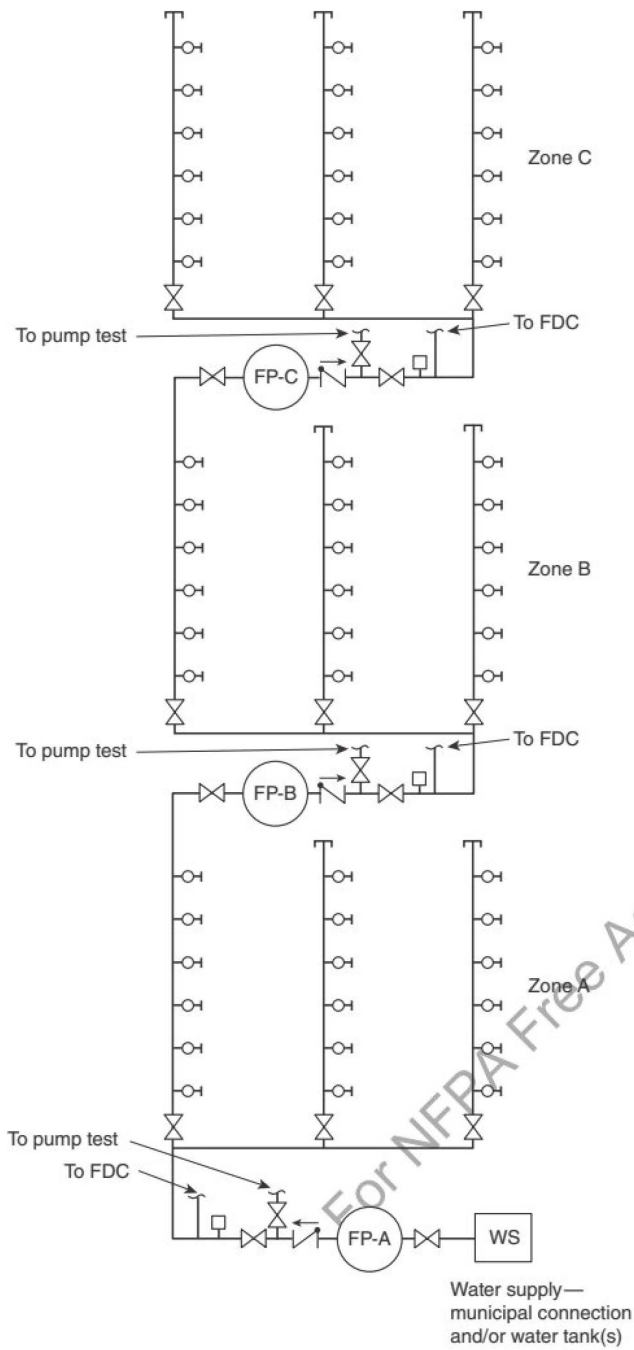 Zone C
To pump test
To FDC
FP-C
Zone B
To pump test
To FDC
FP-B
Zone A
To pump test
To FDC
FP-A
WS
Water supply—
municipal connection
and/or water tank(s)
For NFPA Free A